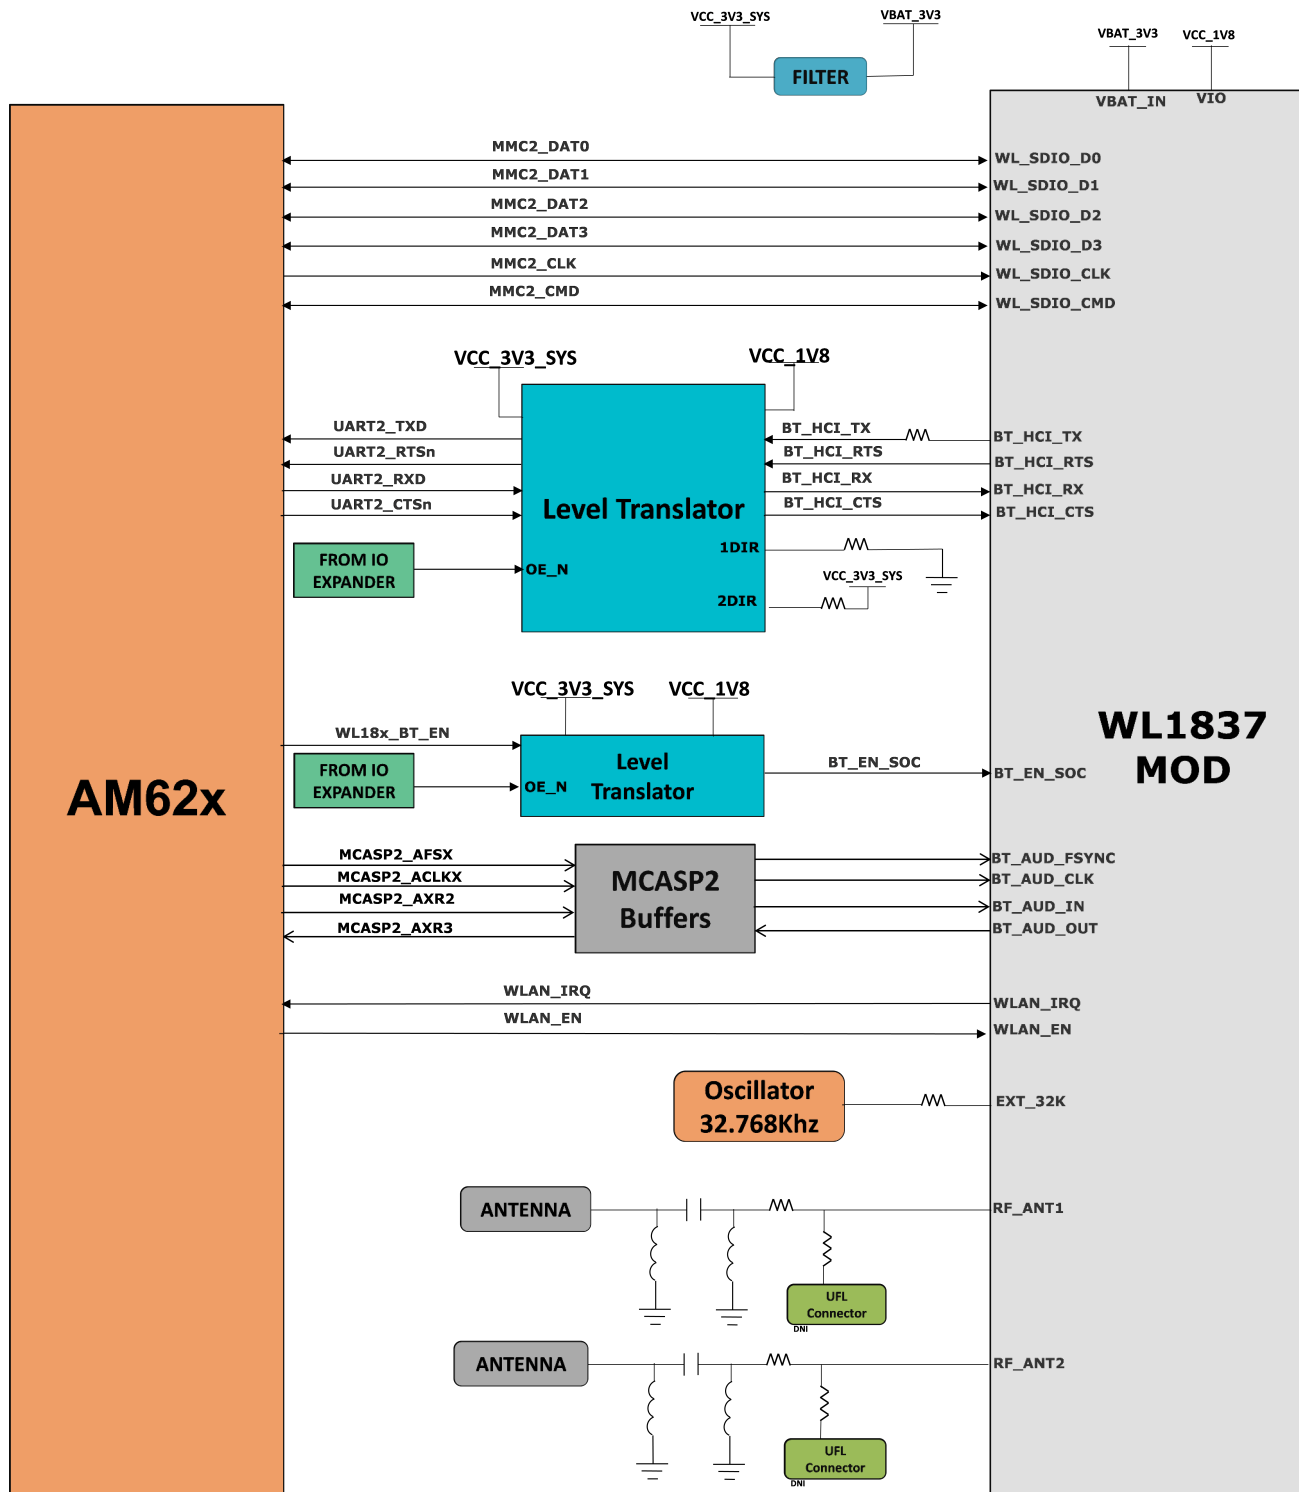 VCC_3V3_SYS
VBAT_3V3
FILTER
VBAT_3V3
VCC_1V8
VBAT_IN
VIO
AM62x
WL1837
MOD
MMC2_DAT0
WL_SDIO_D0
MMC2_DAT1
WL_SDIO_D1
MMC2_DAT2
WL_SDIO_D2
MMC2_DAT3
WL_SDIO_D3
MMC2_CLK
WL_SDIO_CLK
MMC2_CMD
WL_SDIO_CMD
VCC_3V3_SYS
VCC_1V8
UART2_TXD
BT_HCI_TX
BT_HCI_TX
UART2_RTSn
BT_HCI_RTS
BT_HCI_RTS
UART2_RXD
BT_HCI_RX
BT_HCI_RX
UART2_CTSn
BT_HCI_CTS
BT_HCI_CTS
Level Translator
FROM IO
EXPANDER
OE_N
1DIR
2DIR
VCC_3V3_SYS
VCC_3V3_SYS
VCC_1V8
WL18x_BT_EN
FROM IO
EXPANDER
OE_N
Level
Translator
BT_EN_SOC
BT_EN_SOC
MCASP2_AFSX
MCASP2_ACLKX
MCASP2_AXR2
MCASP2_AXR3
MCASP2
Buffers
BT_AUD_FSYNC
BT_AUD_CLK
BT_AUD_IN
BT_AUD_OUT
WLAN_IRQ
WLAN_IRQ
WLAN_EN
WLAN_EN
Oscillator
32.768Khz
EXT_32K
ANTENNA
RF_ANT1
UFL
Connector
DNI
ANTENNA
RF_ANT2
UFL
Connector
DNI